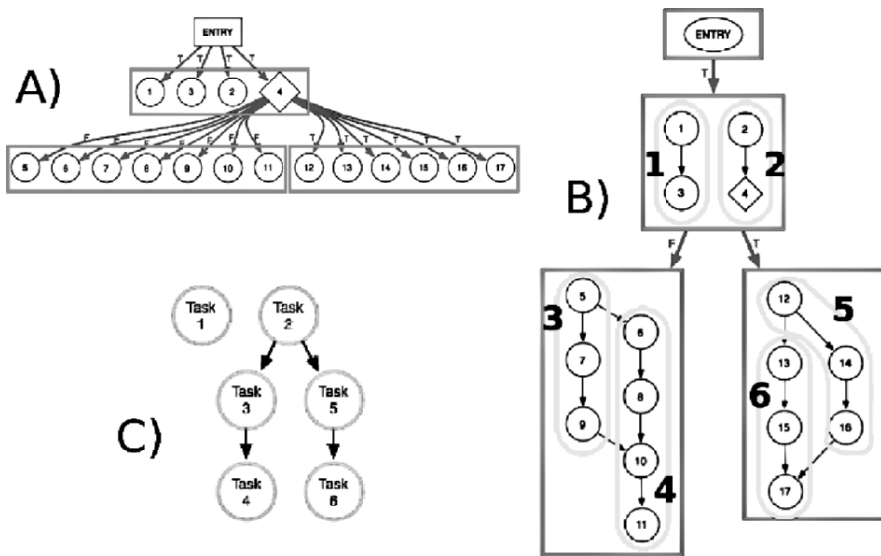 A)
ENTRY
T T T T
1 3 2 4
F F F F F F F T T T T T T
5 6 7 8 9 10 11 12 13 14 15 16 17
B)
ENTRY
T
1 2
1 2
3 4
F T
5 12
3 5
6
7 13 14
6
8
9 15 16
10
4
17
11
C)
Task
1
Task
2
Task
3
Task
5
Task
4
Task
6